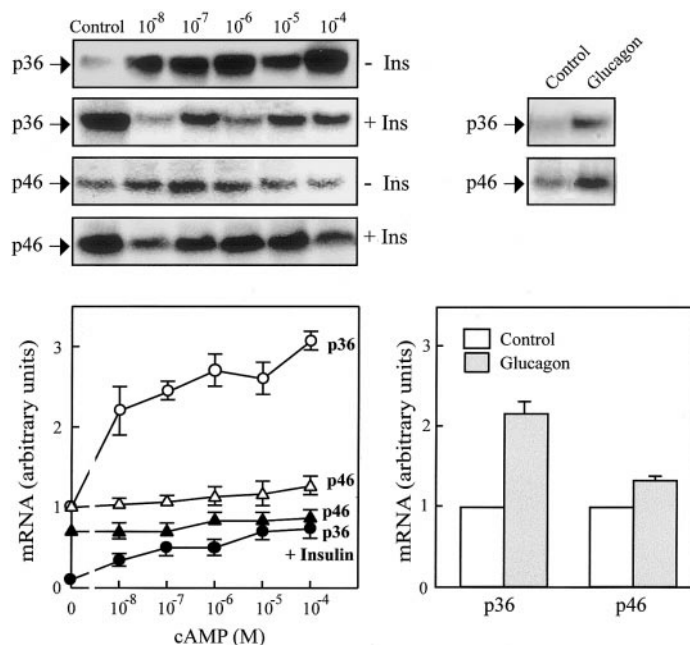 Control 10⁻⁸ 10⁻⁷ 10⁻⁶ 10⁻⁵ 10⁻⁴
p36 - Ins
p36 + Ins
p46 - Ins
p46 + Ins
Control Glucagon
p36
p46
mRNA (arbitrary units)
3
2
1
0
p36
p46
p46
p36
+ Insulin
0 10⁻⁸ 10⁻⁷ 10⁻⁶ 10⁻⁵ 10⁻⁴
cAMP (M)
mRNA (arbitrary units)
3
2
1
0
Control
Glucagon
p36 p46